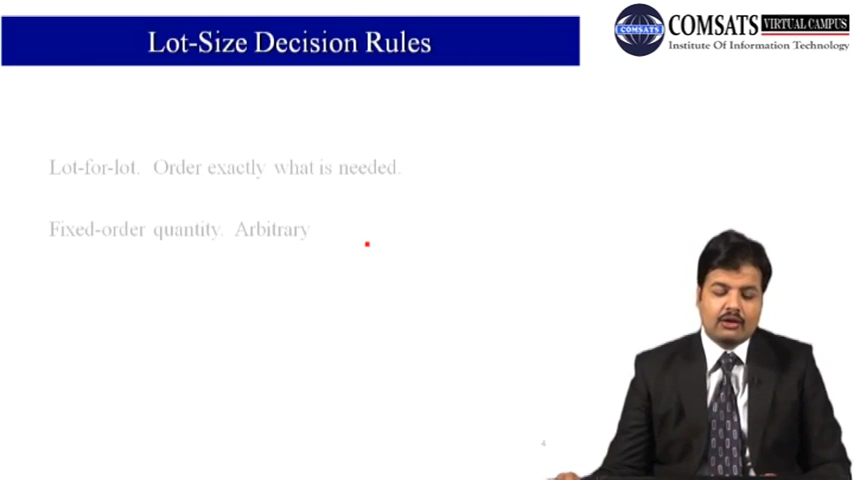 Lot-Size Decision Rules
COMSATS
COMSATS VIRTUAL CAMPUS
Institute Of Information Technology
Lot-for-lot. Order exactly what is needed.
Fixed-order quantity. Arbitrary
4